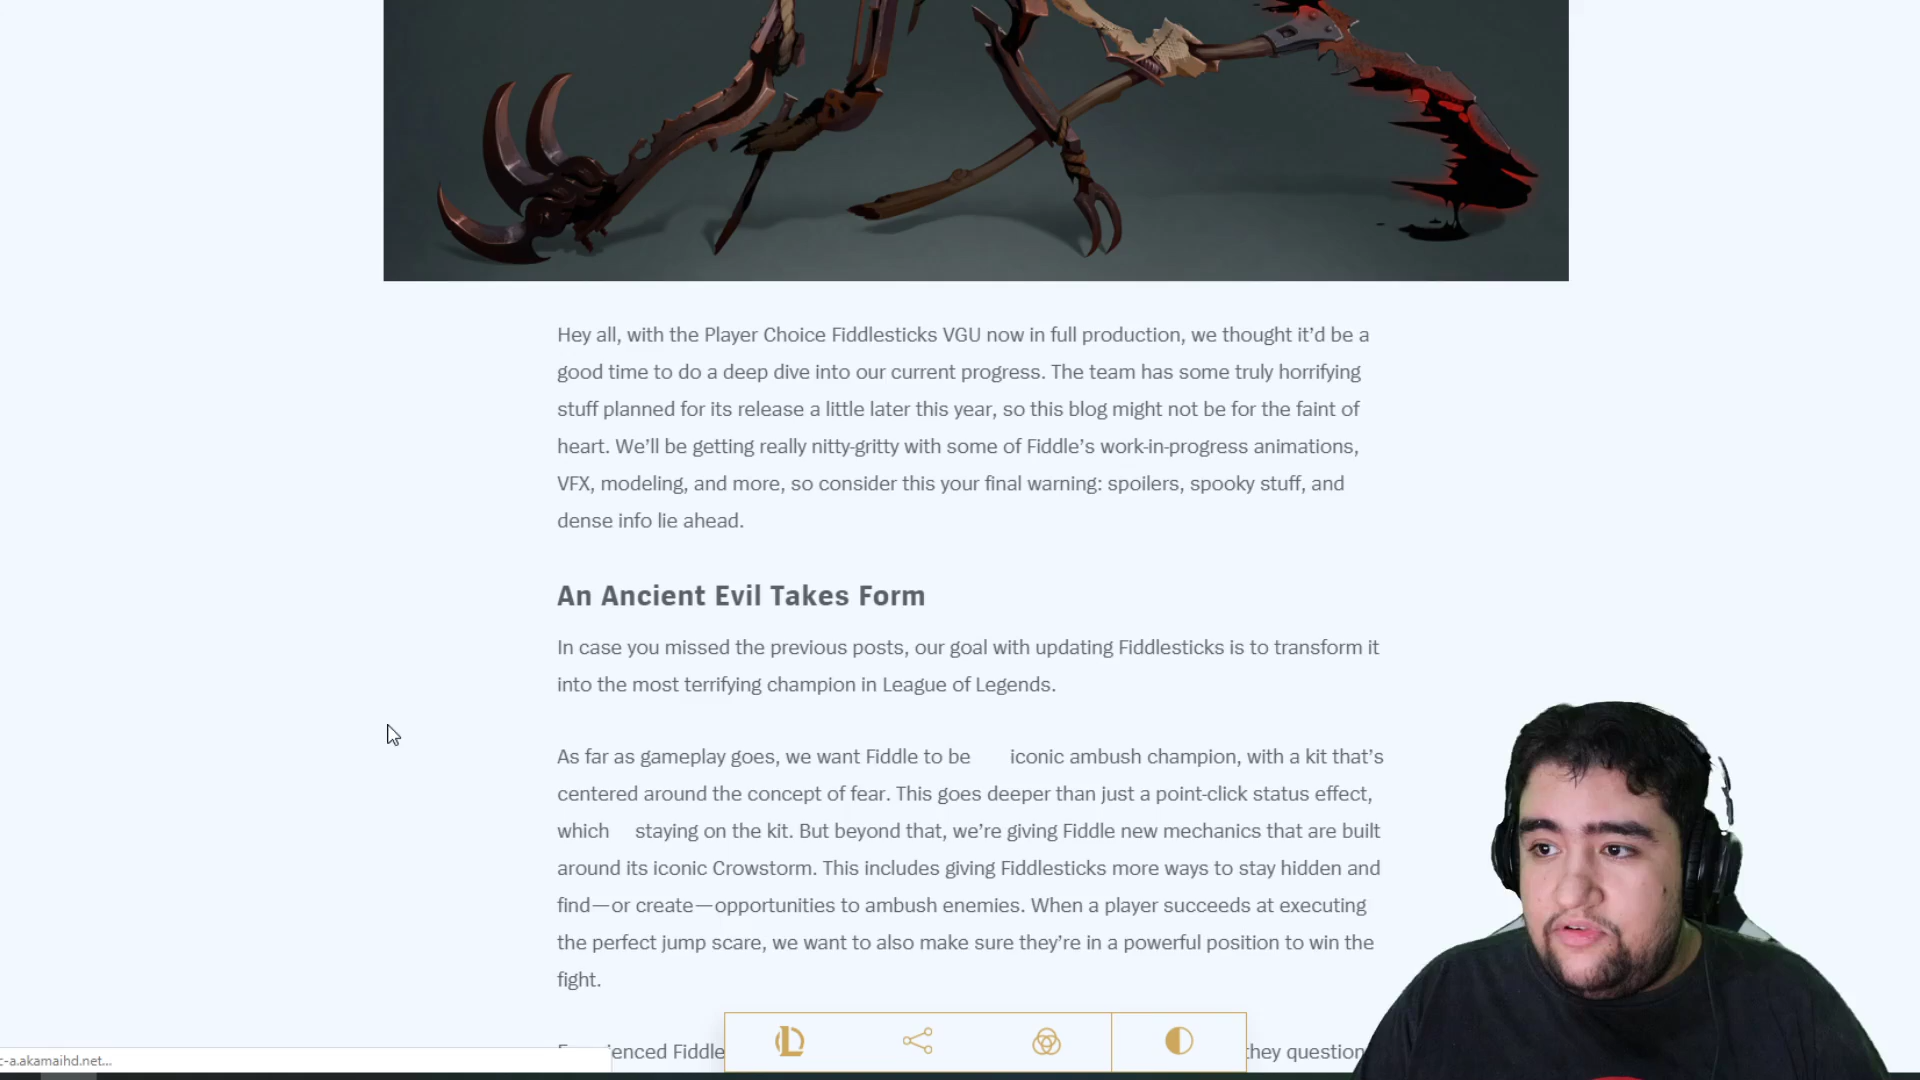 Hey all, with the Player Choice Fiddlesticks VGU now in full production, we thought it’d be a
good time to do a deep dive into our current progress. The team has some truly horrifying
stuff planned for its release a little later this year, so this blog might not be for the faint of
heart. We’ll be getting really nitty-gritty with some of Fiddle’s work-in-progress animations,
VFX, modeling, and more, so consider this your final warning: spoilers, spooky stuff, and
dense info lie ahead.
An Ancient Evil Takes Form
In case you missed the previous posts, our goal with updating Fiddlesticks is to transform it
into the most terrifying champion in League of Legends.
As far as gameplay goes, we want Fiddle to be iconic ambush champion, with a kit that’s
centered around the concept of fear. This goes deeper than just a point-click status effect,
which staying on the kit. But beyond that, we’re giving Fiddle new mechanics that are built
around its iconic Crowstorm. This includes giving Fiddlesticks more ways to stay hidden and
find—or create—opportunities to ambush enemies. When a player succeeds at executing
the perfect jump scare, we want to also make sure they’re in a powerful position to win the
fight.
they question
c-a.akamaihd.net...